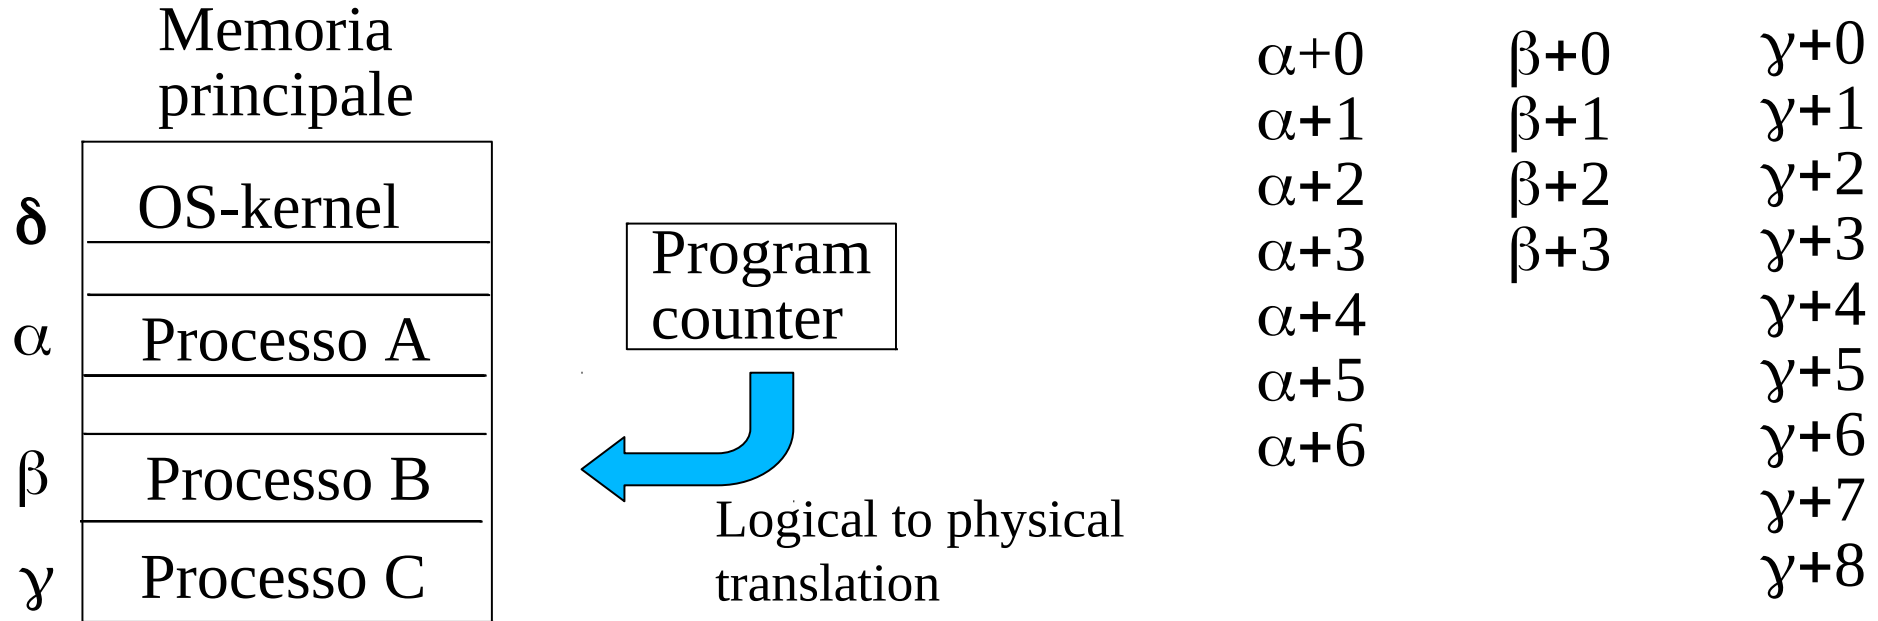 Memoria
principale
δ
OS-kernel
α
Processo A
β
Processo B
γ
Processo C
Program
counter
Logical to physical
translation
α+0
α+1
α+2
α+3
α+4
α+5
α+6
β+0
β+1
β+2
β+3
γ+0
γ+1
γ+2
γ+3
γ+4
γ+5
γ+6
γ+7
γ+8